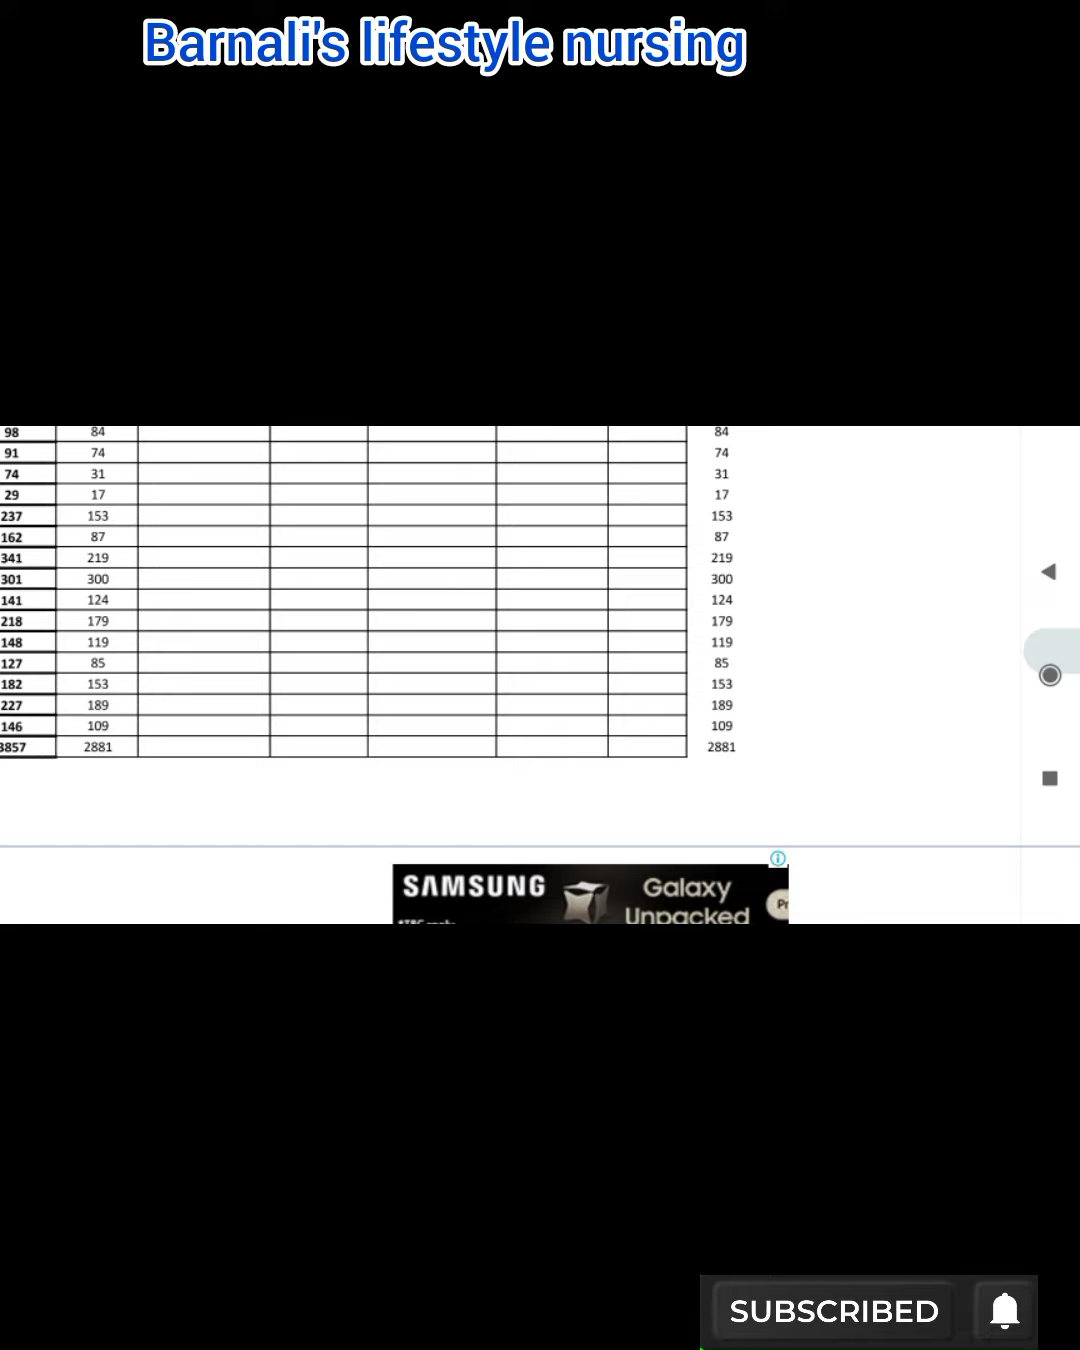 Barnali's lifestyle nursing
98 84 84
91 74 74
74 31 31
29 17 17
237 153 153
162 87 87
341 219 219
301 300 300
141 124 124
218 179 179
148 119 119
127 85 85
182 153 153
227 189 189
146 109 109
3857 2881 2881
SAMSUNG
Galaxy
Unpacked
SUBSCRIBED